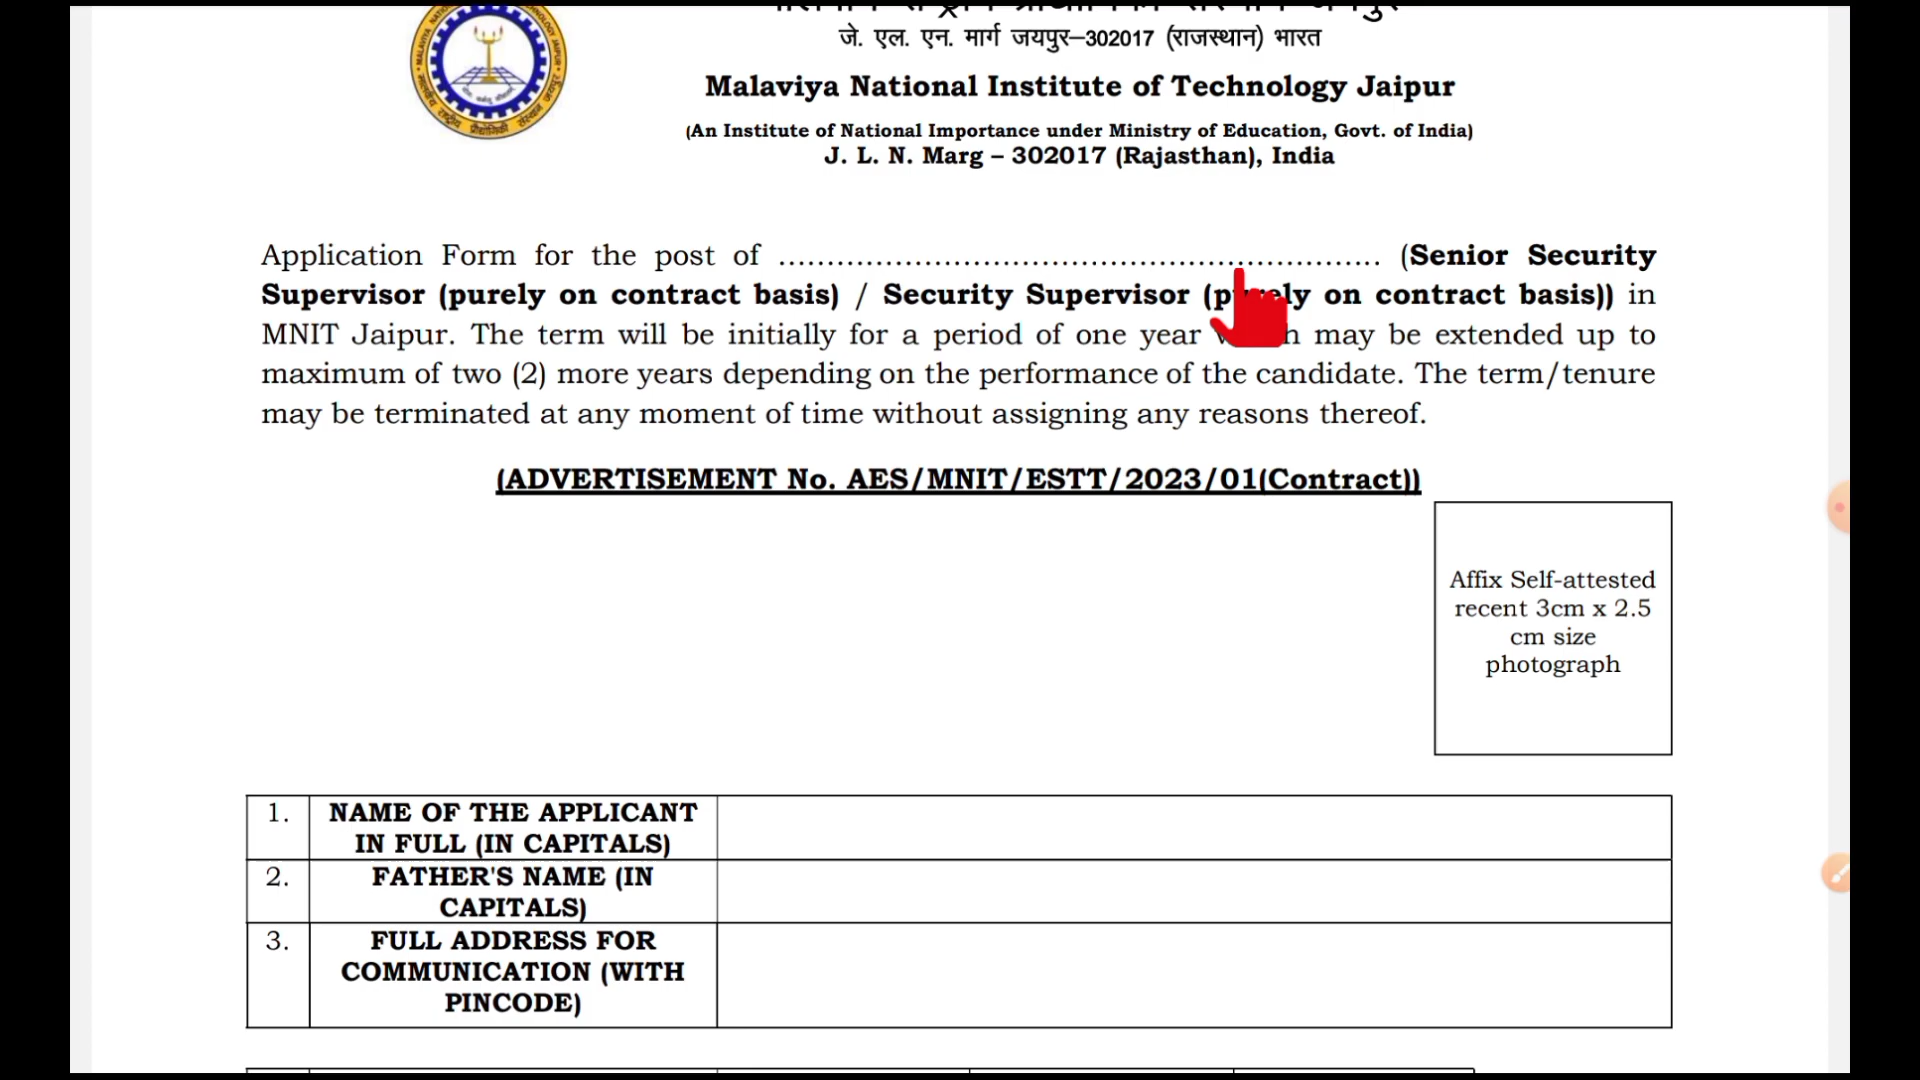 जे. एल. एन. मार्ग जयपुर–302017 (राजस्थान) भारत
Malaviya National Institute of Technology Jaipur
(An Institute of National Importance under Ministry of Education, Govt. of India)
J. L. N. Marg – 302017 (Rajasthan), India
Application Form for the post of .............................................................. (Senior Security
Supervisor (purely on contract basis) / Security Supervisor (purely on contract basis)) in
MNIT Jaipur. The term will be initially for a period of one year which may be extended up to
maximum of two (2) more years depending on the performance of the candidate. The term/tenure
may be terminated at any moment of time without assigning any reasons thereof.
(ADVERTISEMENT No. AES/MNIT/ESTT/2023/01(Contract))
Affix Self-attested
recent 3cm x 2.5
cm size
photograph
1. NAME OF THE APPLICANT
IN FULL (IN CAPITALS)
2. FATHER'S NAME (IN
CAPITALS)
3. FULL ADDRESS FOR
COMMUNICATION (WITH
PINCODE)